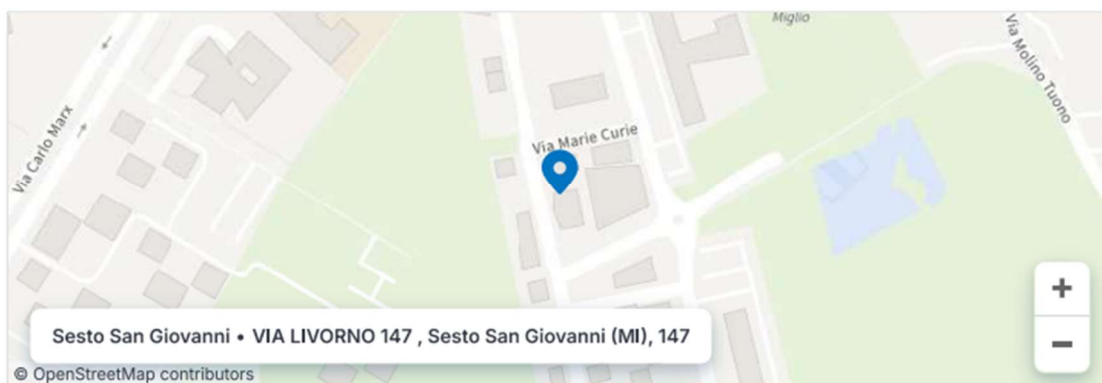 Miglio
Via Molino Tuono
Via Carlo Marx
Via Marie Curie
+
Sesto San Giovanni • VIA LIVORNO 147 , Sesto San Giovanni (MI), 147
−
© OpenStreetMap contributors